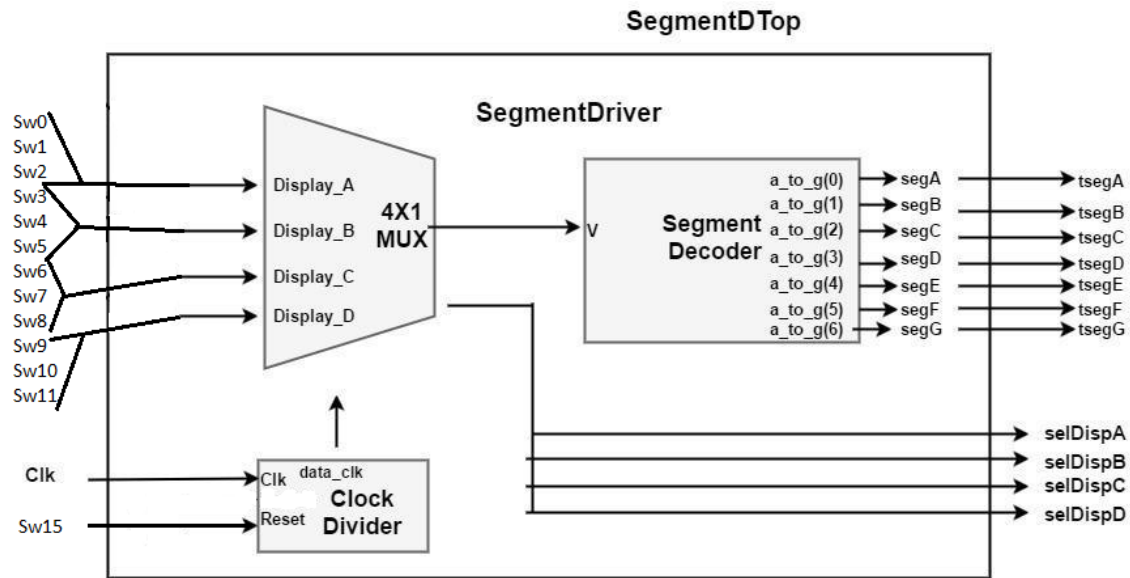 SegmentDTop
SegmentDriver
Sw0
Sw1
Sw2
Sw3
Sw4
Sw5
Sw6
Sw7
Sw8
Sw9
Sw10
Sw11
Display_A
Display_B
Display_C
Display_D
4X1
MUX
V
Segment
Decoder
a_to_g(0)
a_to_g(1)
a_to_g(2)
a_to_g(3)
a_to_g(4)
a_to_g(5)
a_to_g(6)
segA
segB
segC
segD
segE
segF
segG
tsegA
tsegB
tsegC
tsegD
tsegE
tsegF
tsegG
Clk
Sw15
Clk
data_clk
Clock
Divider
Reset
selDispA
selDispB
selDispC
selDispD